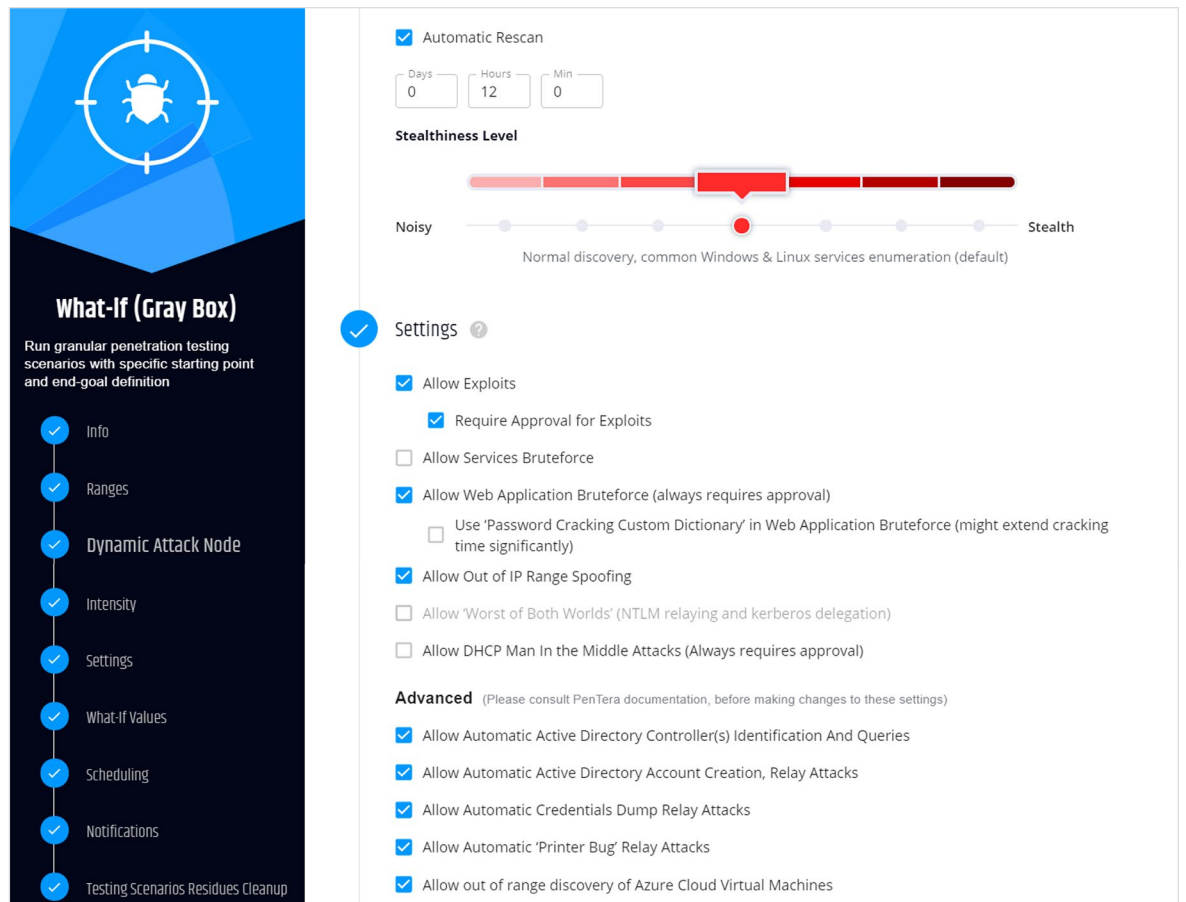 What-If (Gray Box)
Run granular penetration testing
scenarios with specific starting point
and end-goal definition
Info
Ranges
Dynamic Attack Node
Intensity
Settings
What-If Values
Scheduling
Notifications
Testing Scenarios Residues Cleanup
Automatic Rescan
Days Hours Min
0 12 0
Stealthiness Level
Noisy Stealth
Normal discovery, common Windows & Linux services enumeration (default)
Settings ?
Allow Exploits
Require Approval for Exploits
Allow Services Bruteforce
Allow Web Application Bruteforce (always requires approval)
Use ‘Password Cracking Custom Dictionary’ in Web Application Bruteforce (might extend cracking
time significantly)
Allow Out of IP Range Spoofing
Allow ‘Worst of Both Worlds’ (NTLM relaying and kerberos delegation)
Allow DHCP Man In the Middle Attacks (Always requires approval)
Advanced (Please consult PenTera documentation, before making changes to these settings)
Allow Automatic Active Directory Controller(s) Identification And Queries
Allow Automatic Active Directory Account Creation, Relay Attacks
Allow Automatic Credentials Dump Relay Attacks
Allow Automatic ‘Printer Bug’ Relay Attacks
Allow out of range discovery of Azure Cloud Virtual Machines